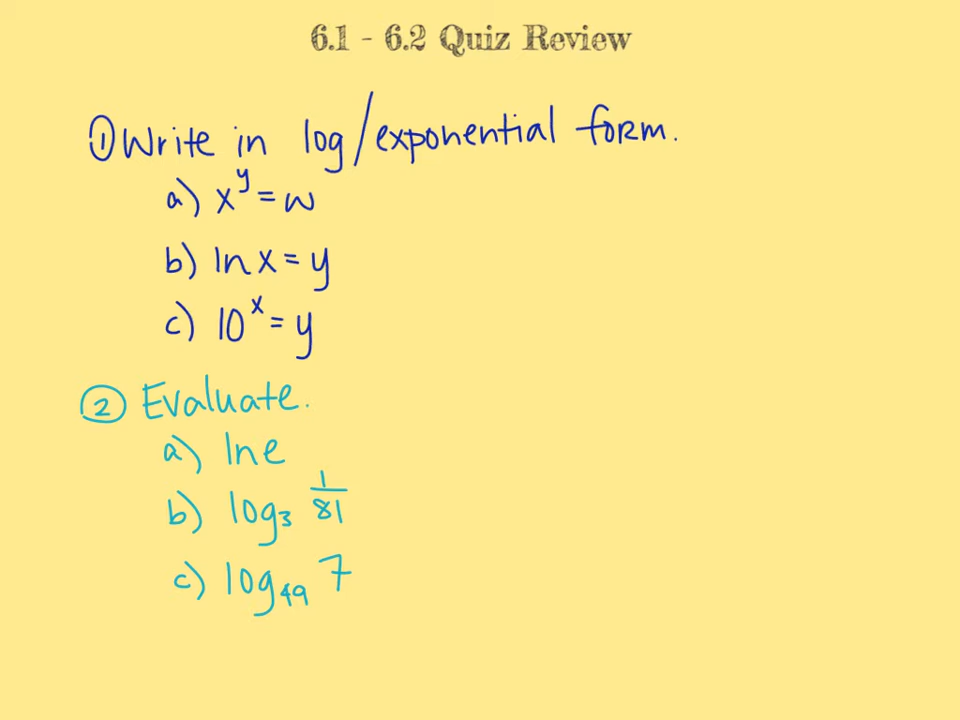 6.1 - 6.2 Quiz Review
① Write in log/exponential form.
a) x^y = w
b) ln x = y
c) 10^x = y
② Evaluate.
a) ln e
b) log₃ 1/81
c) log₄₉ 7